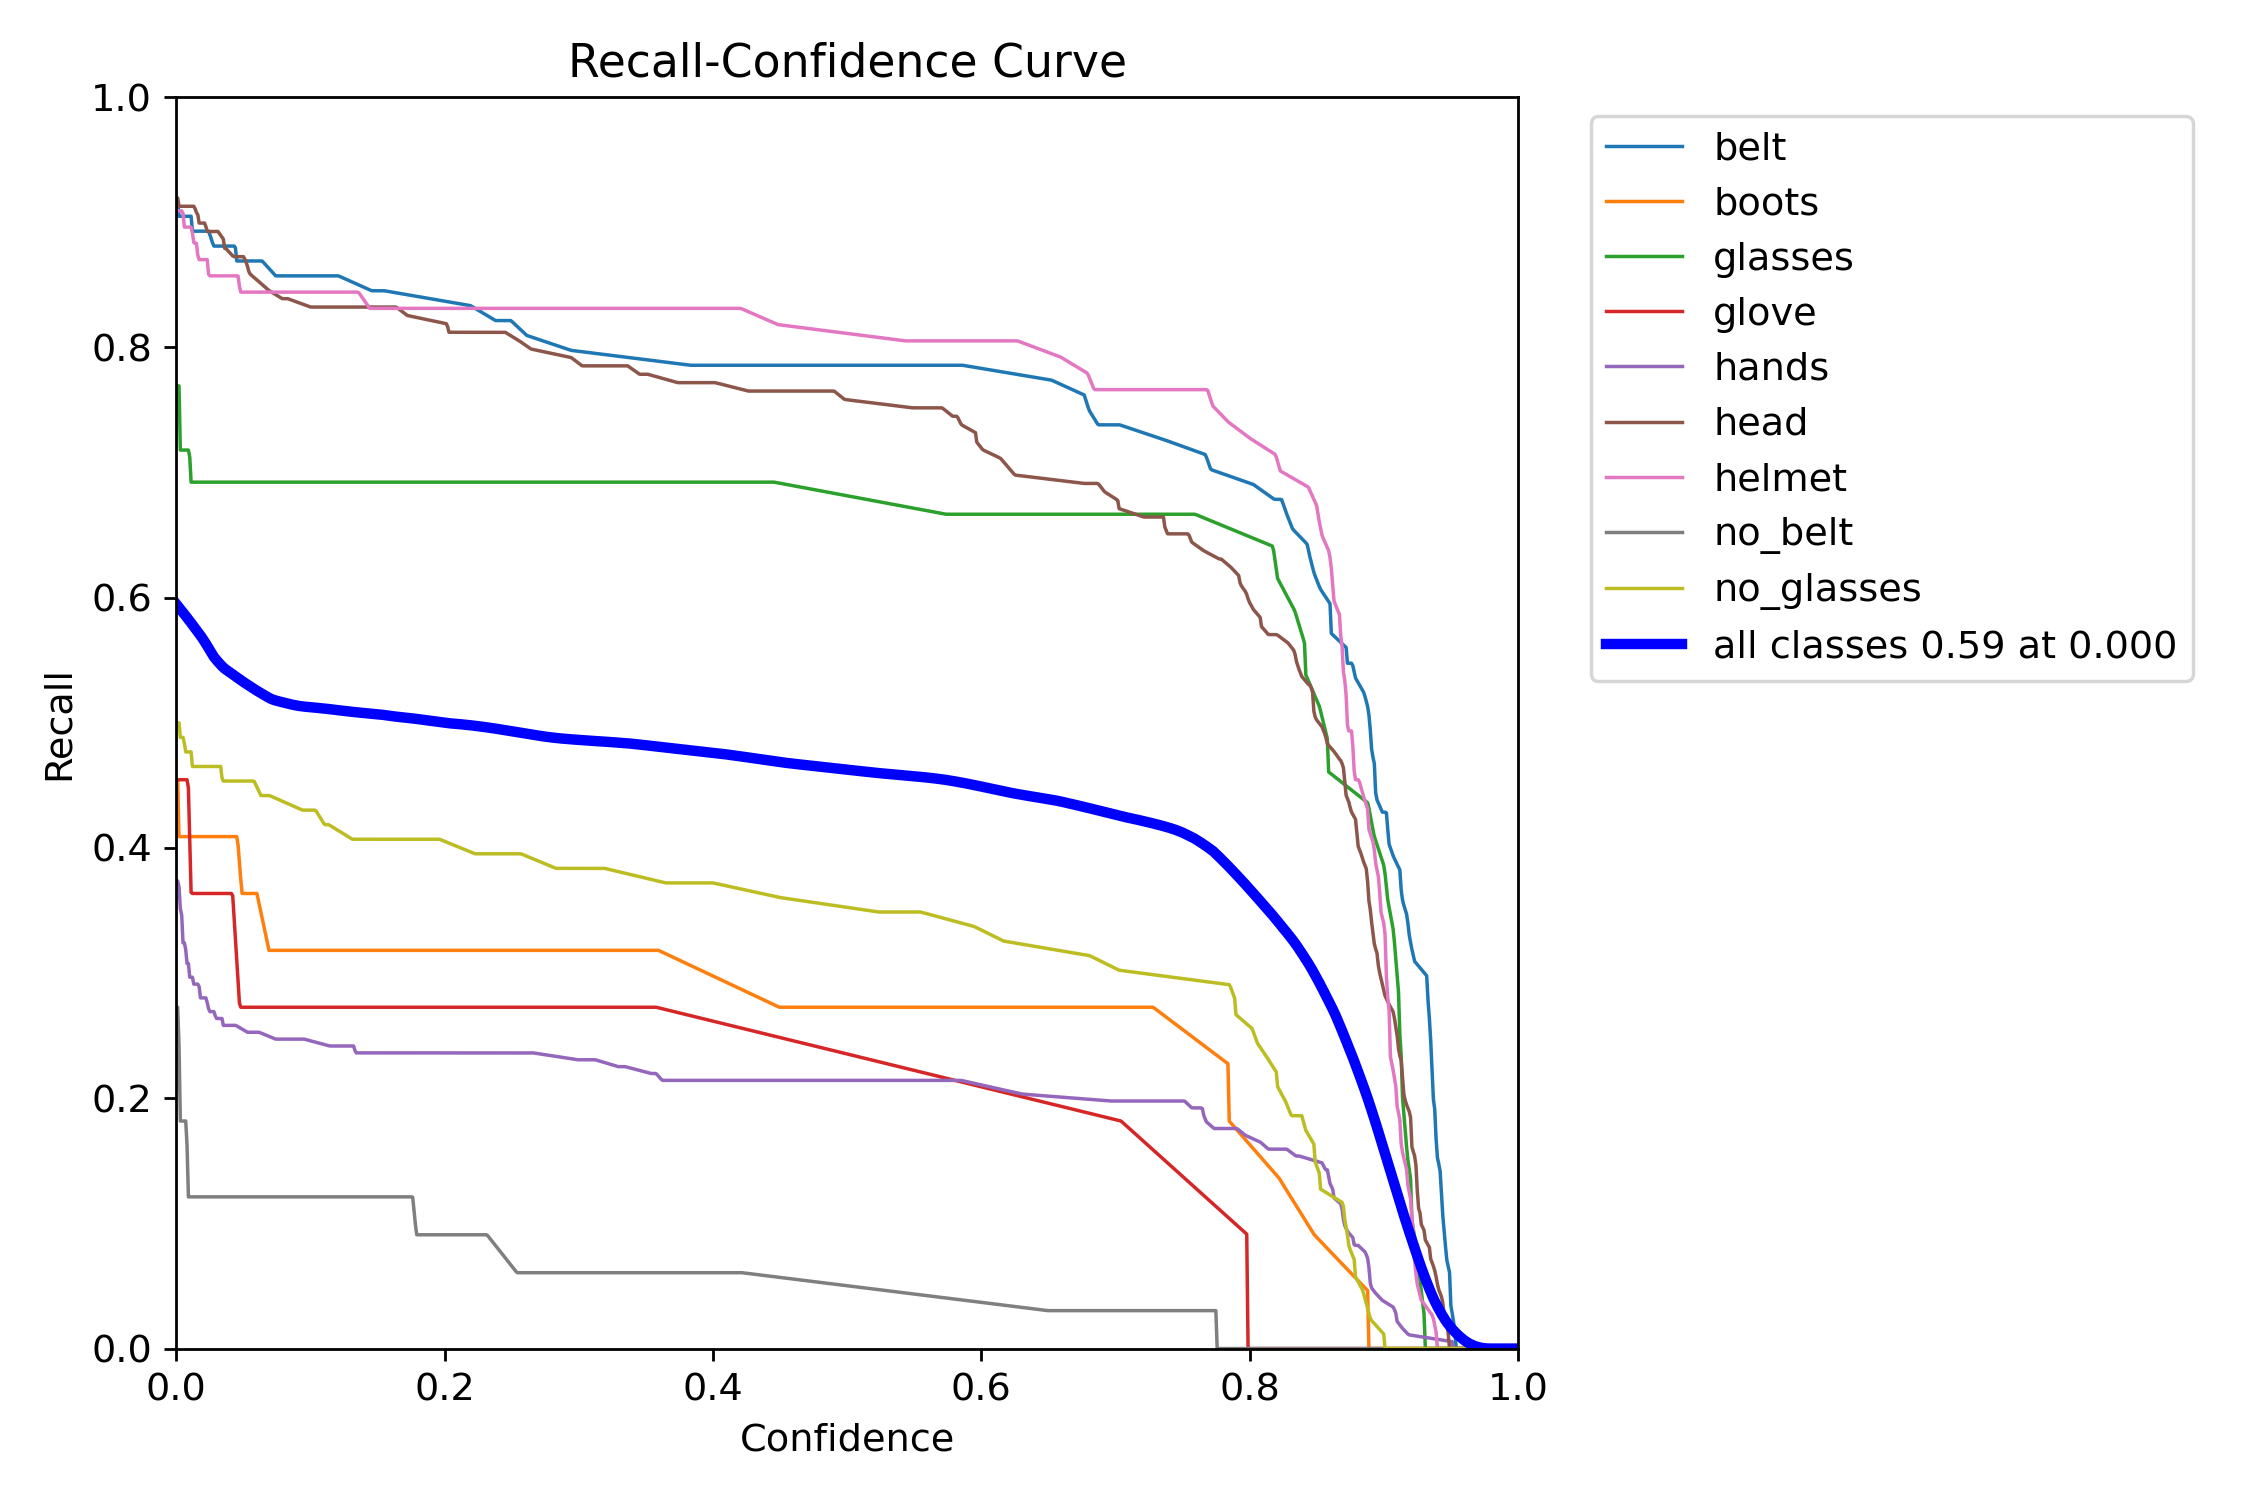 Recall-Confidence Curve
1.0
0.8
0.6
0.4
0.2
0.0
Recall
0.0 0.2 0.4 0.6 0.8 1.0
Confidence
belt
boots
glasses
glove
hands
head
helmet
no_belt
no_glasses
all classes 0.59 at 0.000